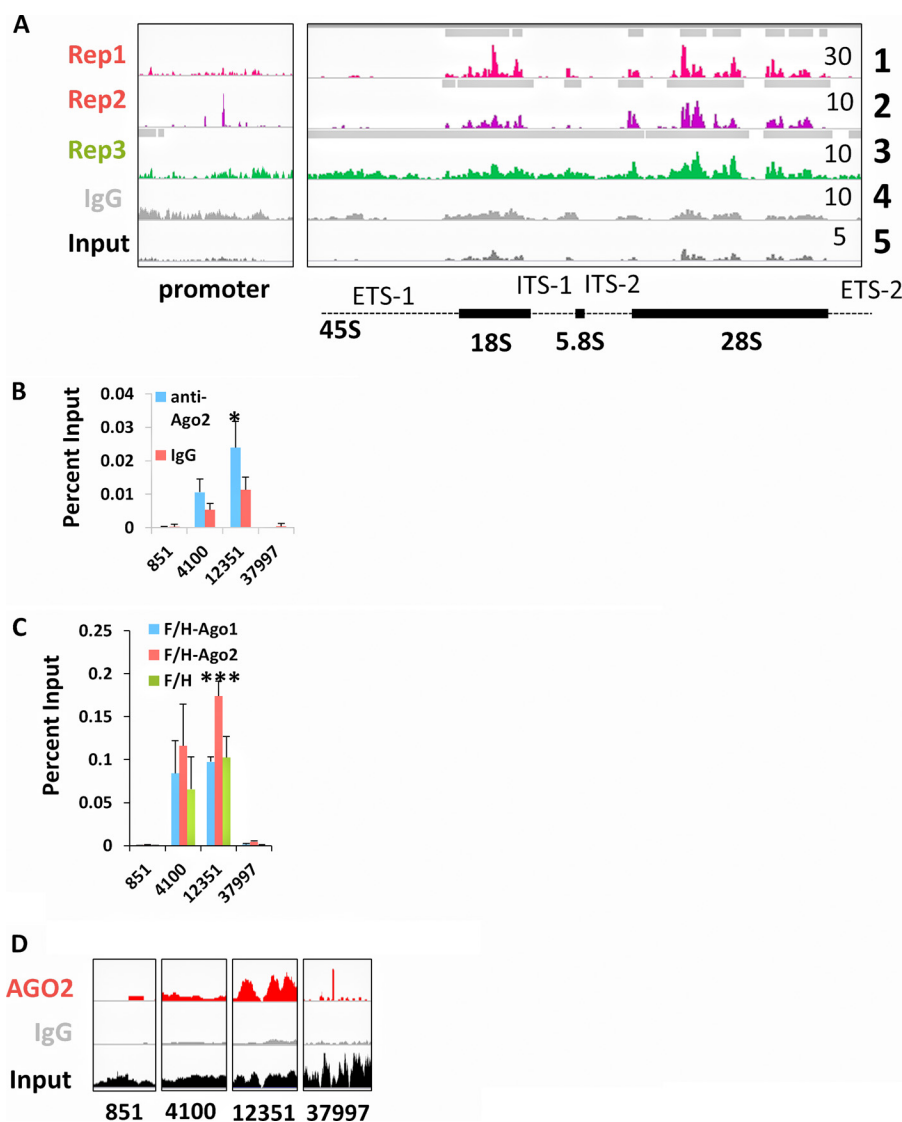 A
Rep1
30
1
Rep2
10
2
Rep3
10
3
IgG
10
4
Input
5
5
promoter
ETS-1
ITS-1
ITS-2
ETS-2
45S
18S
5.8S
28S
B
Percent Input
0.04
0.03
0.02
0.01
0
anti-
Ago2
IgG
*
851
4100
12351
37997
C
Percent Input
0.25
0.2
0.15
0.1
0.05
0
F/H-Ago1
F/H-Ago2
F/H
***
851
4100
12351
37997
D
AGO2
IgG
Input
851
4100
12351
37997